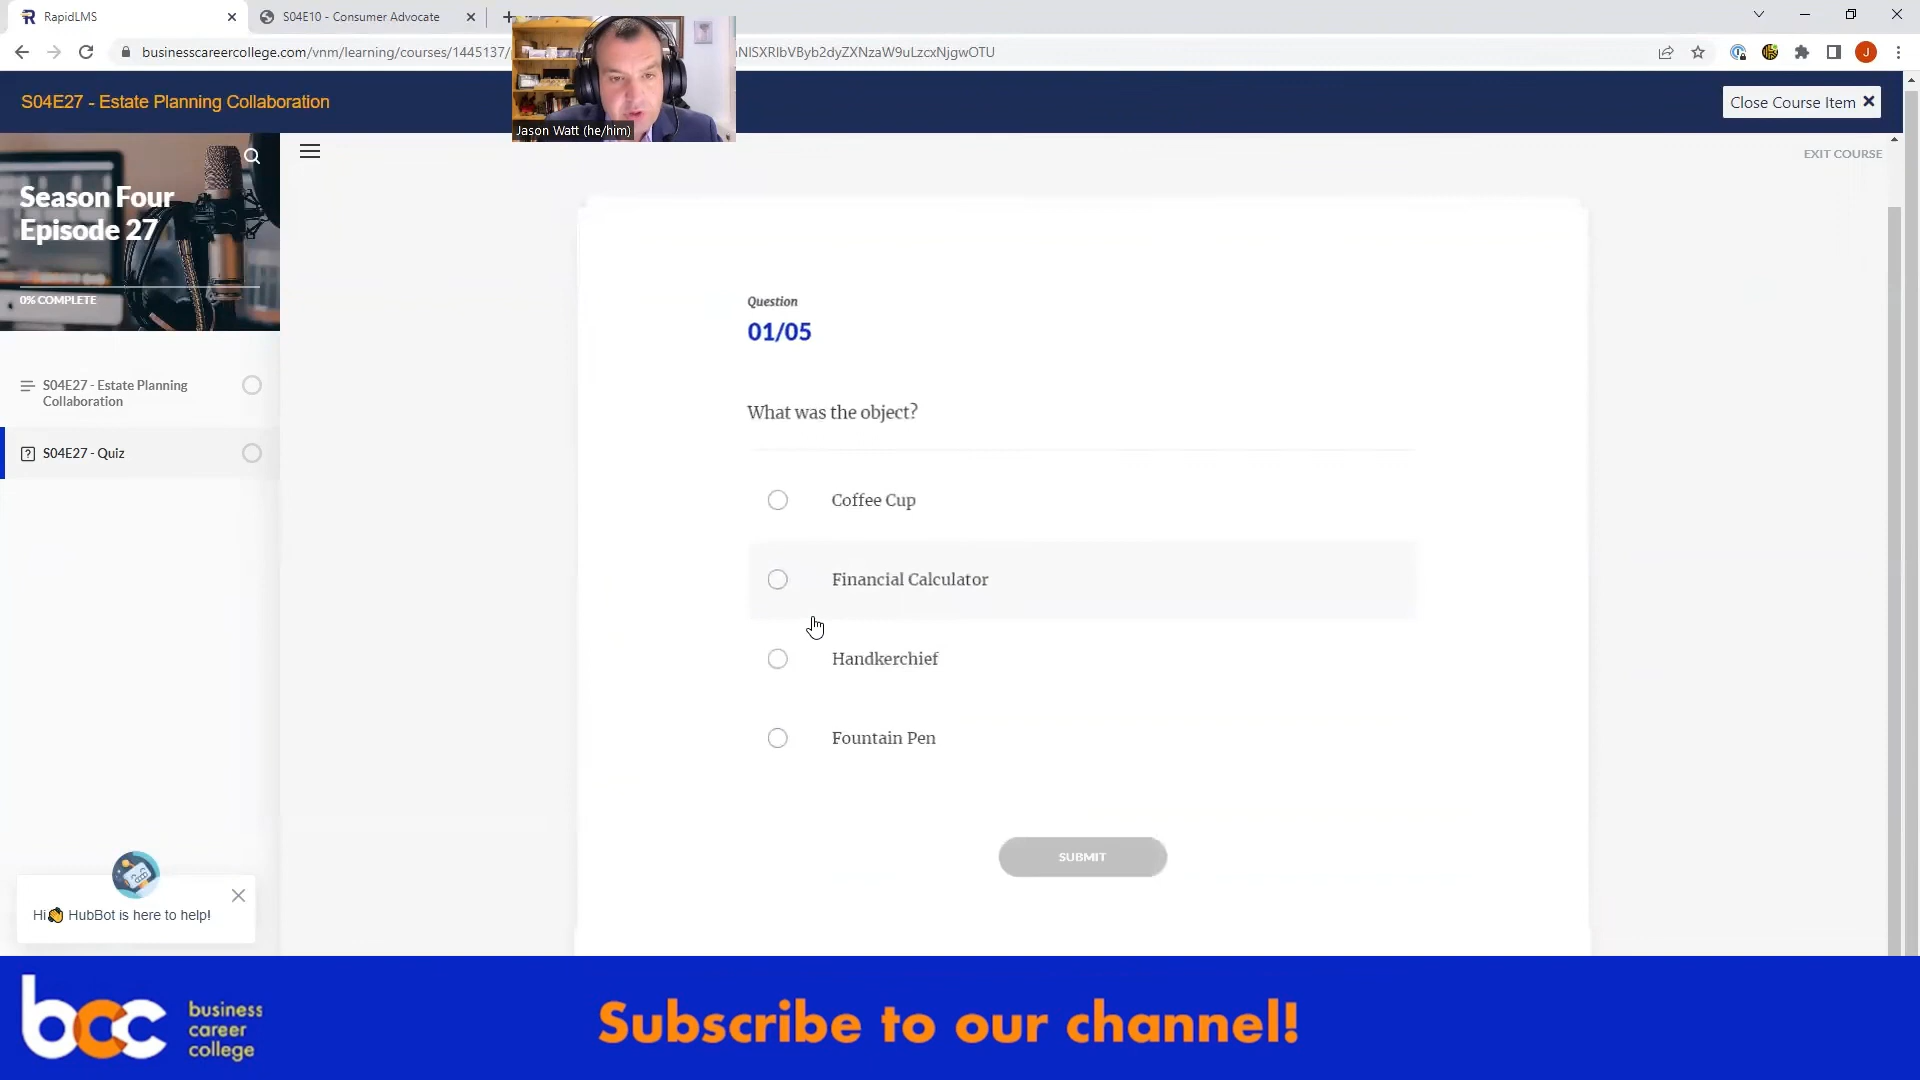 RapidLMS
S04E10 - Consumer Advocate
businesscareercollege.com/vnm/learning/courses/1445137/
NlSXRlbVByb2dyZXNzaW9uLzcxNjgwOTU
J
S04E27 - Estate Planning Collaboration
Close Course Item
Jason Watt (he/him)
EXIT COURSE
Season Four
Episode 27
0% COMPLETE
S04E27 - Estate Planning
Collaboration
S04E27 - Quiz
Question
01/05
What was the object?
Coffee Cup
Financial Calculator
Handkerchief
Fountain Pen
SUBMIT
Hi👋 HubBot is here to help!
bcc business
career
college
Subscribe to our channel!